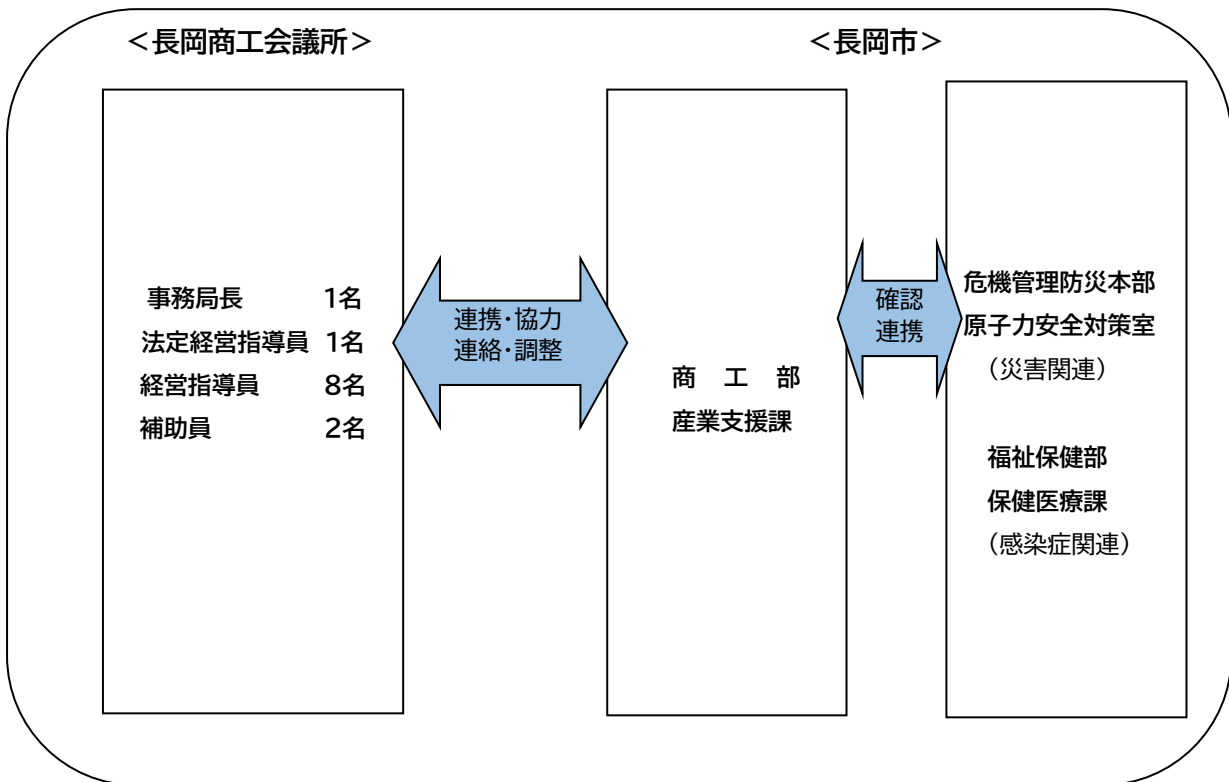 <長岡商工会議所>
<長岡市>
事務局長 1名
法定経営指導員 1名
経営指導員 8名
補助員 2名
連携・協力
連絡・調整
商 工 部
産業支援課
確認
連携
危機管理防災本部
原子力安全対策室
(災害関連)
福祉保健部
保健医療課
(感染症関連)